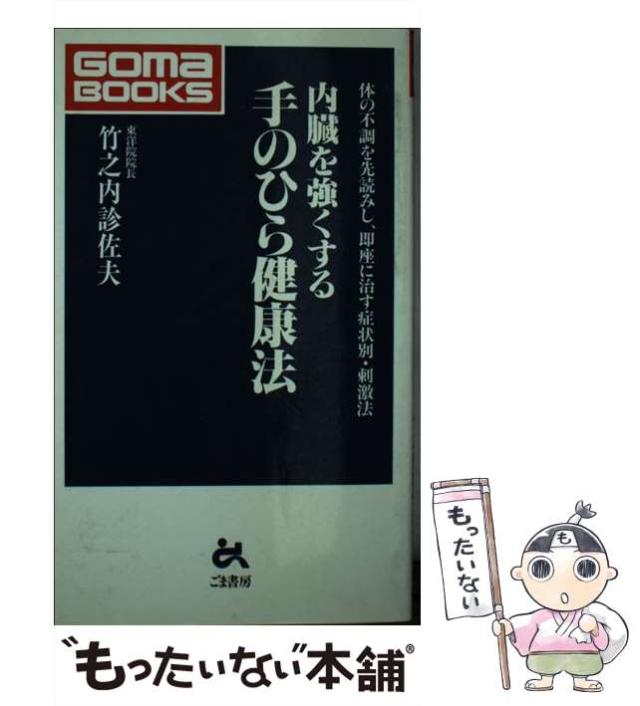 GOMA
BOOKS
体の不調を先読みし、即座に治す症状別・刺激法
内臓を強くする
手のひら健康法
東洋院院長
竹之内診佐夫
ごま書房
“もったいない”本舗®
もったいない
も